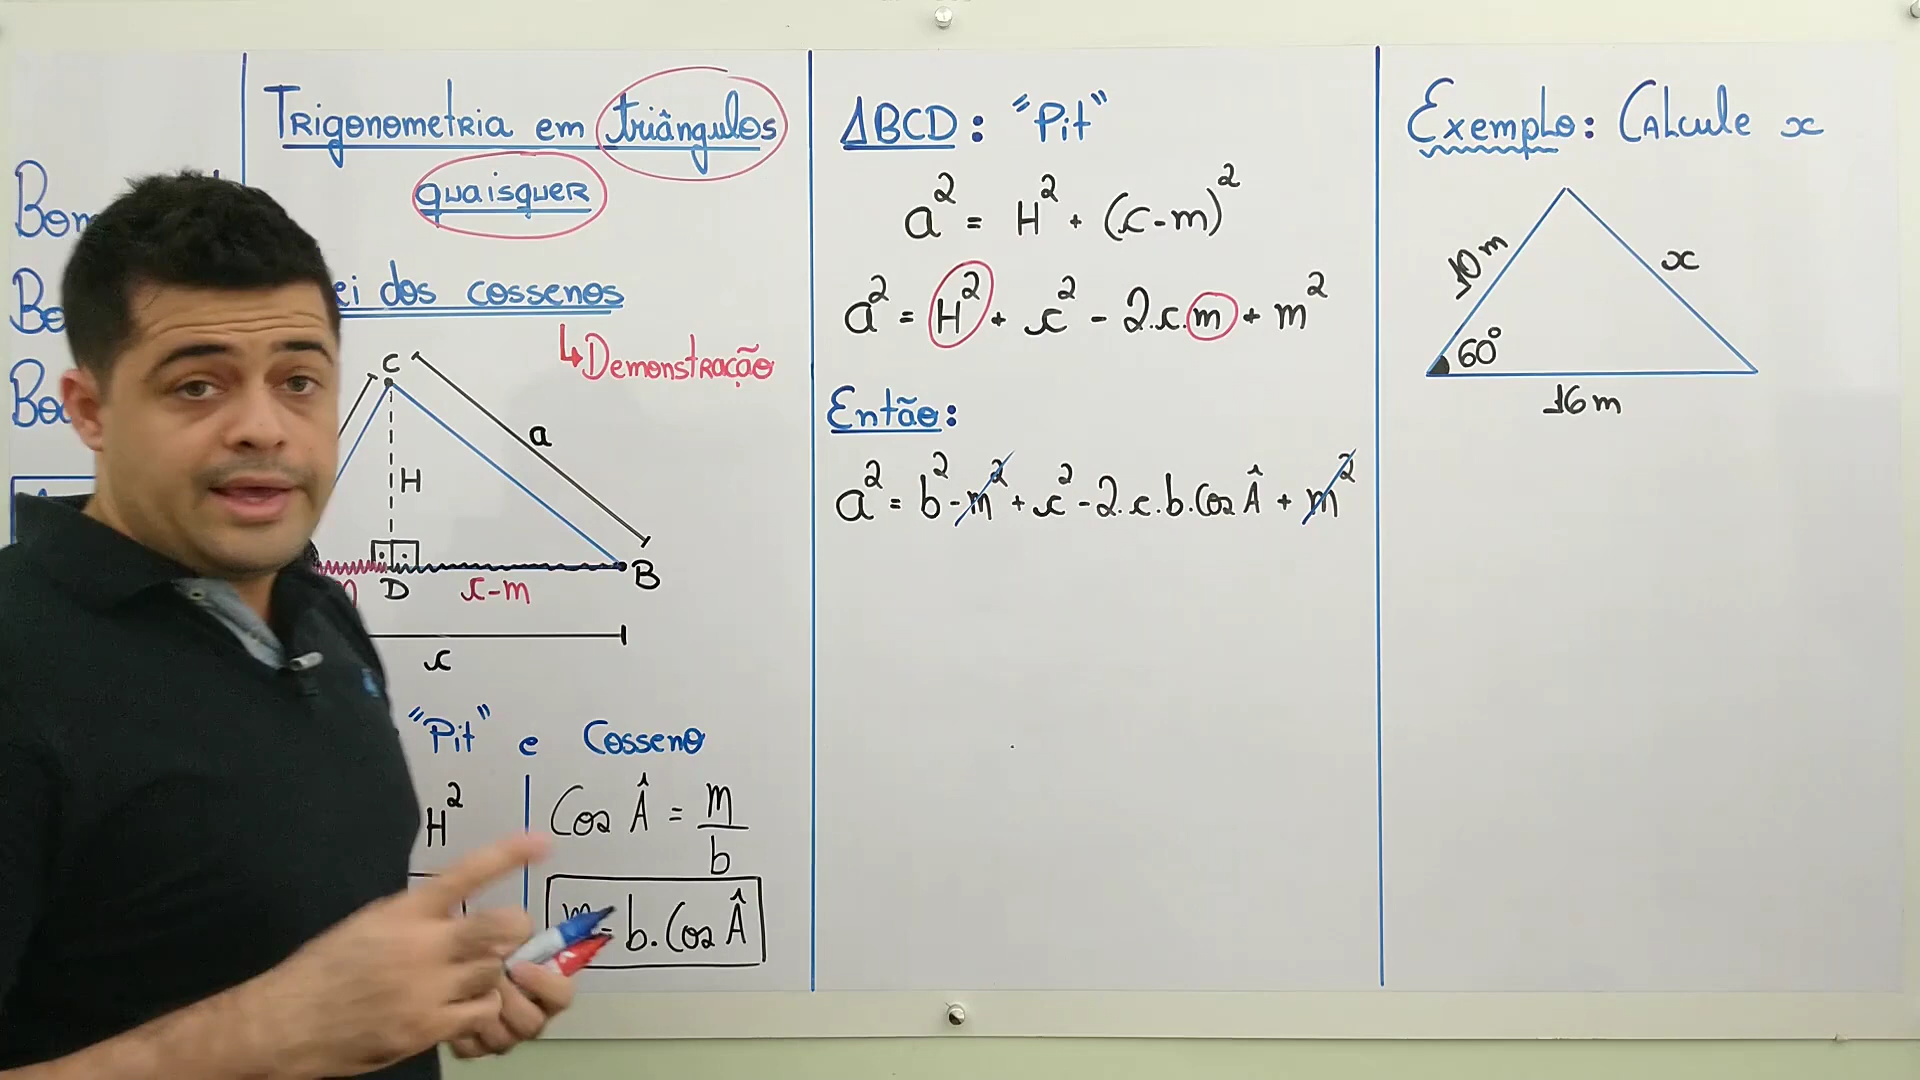 Trigonometria em triângulos
quaisquer
ei dos cossenos
↳ Demonstração
C
a
H
D
c-m
B
c
"Pit" e Cosseno
H²
Cos Â = m/b
m = b.Cos Â
ΔBCD: "Pit"
a² = H² + (c-m)²
a² = H² + c² - 2.c.m + m²
Então:
a² = b² - m² + c² - 2.c.b.Cos Â + m²
Exemplo: Calcule x
10m
x
60°
16m